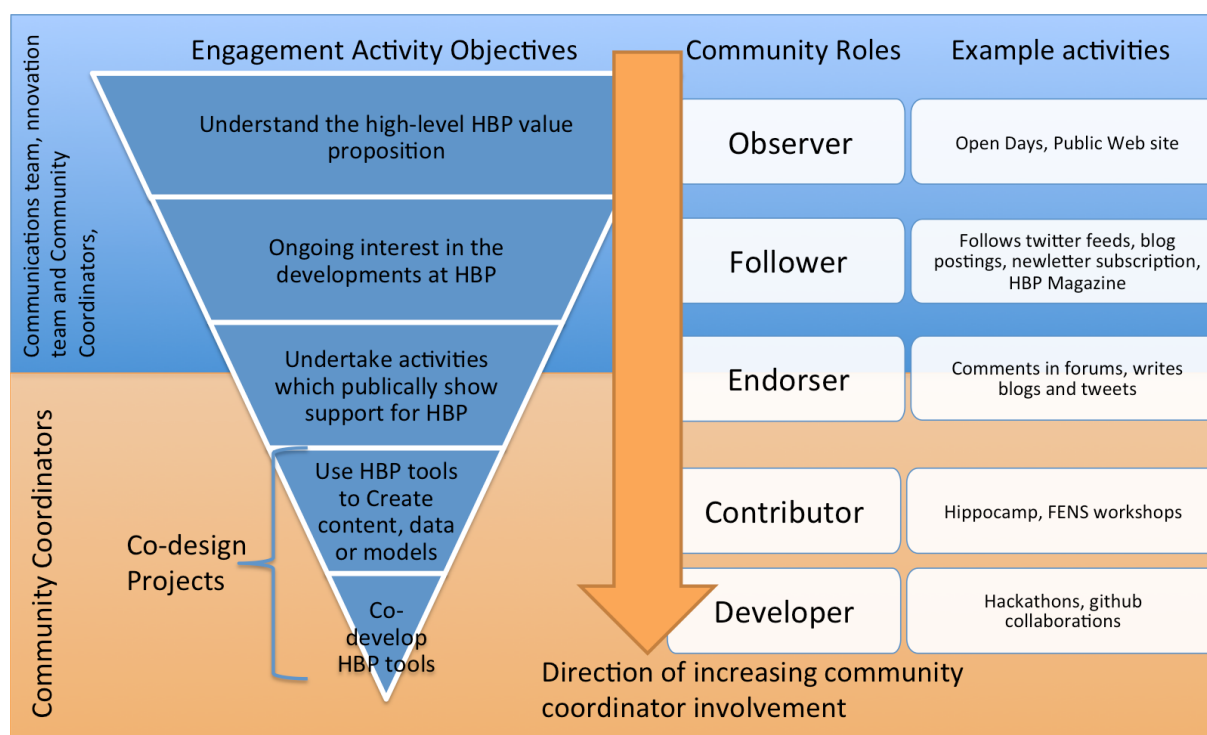 Engagement Activity Objectives
Community Roles
Example activities
Communications team, nnovation
team and Community
Coordinators,
Understand the high-level HBP value
proposition
Observer
Open Days, Public Web site
Ongoing interest in the
developments at HBP
Follower
Follows twitter feeds, blog
postings, newletter subscription,
HBP Magazine
Undertake activities
which publically show
support for HBP
Endorser
Comments in forums, writes
blogs and tweets
Community Coordinators
Co-design
Projects
Use HBP tools
to Create
content, data
or models
Contributor
Hippocamp, FENS workshops
Co-
develop
HBP tools
Developer
Hackathons, github
collaborations
Direction of increasing community
coordinator involvement